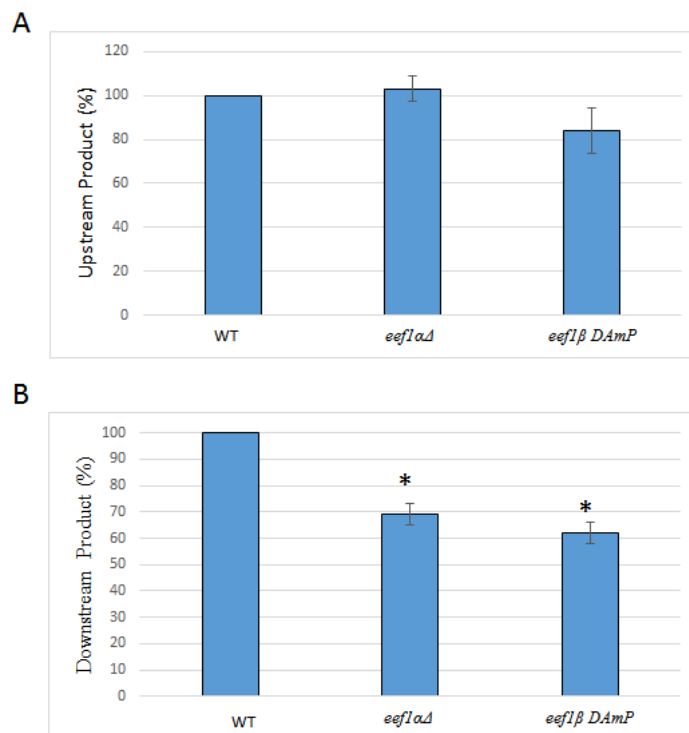 A
Upstream Product (%)
120
100
80
60
40
20
0
WT
eef1αΔ
eef1β DAmP
B
Downstream Product (%)
100
90
80
70
60
50
40
30
20
10
0
*
*
WT
eef1αΔ
eef1β DAmP